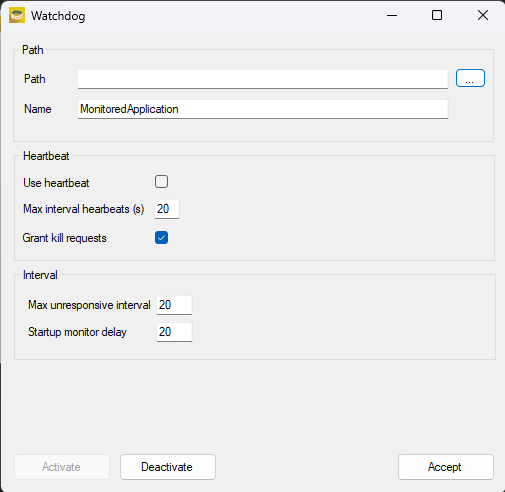 Watchdog
Path
Path
...
Name
MonitoredApplication
Heartbeat
Use heartbeat
Max interval hearbeats (s)
20
Grant kill requests
Interval
Max unresponsive interval
20
Startup monitor delay
20
Activate
Deactivate
Accept